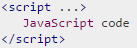 <script ...>
   JavaScript code
</script>